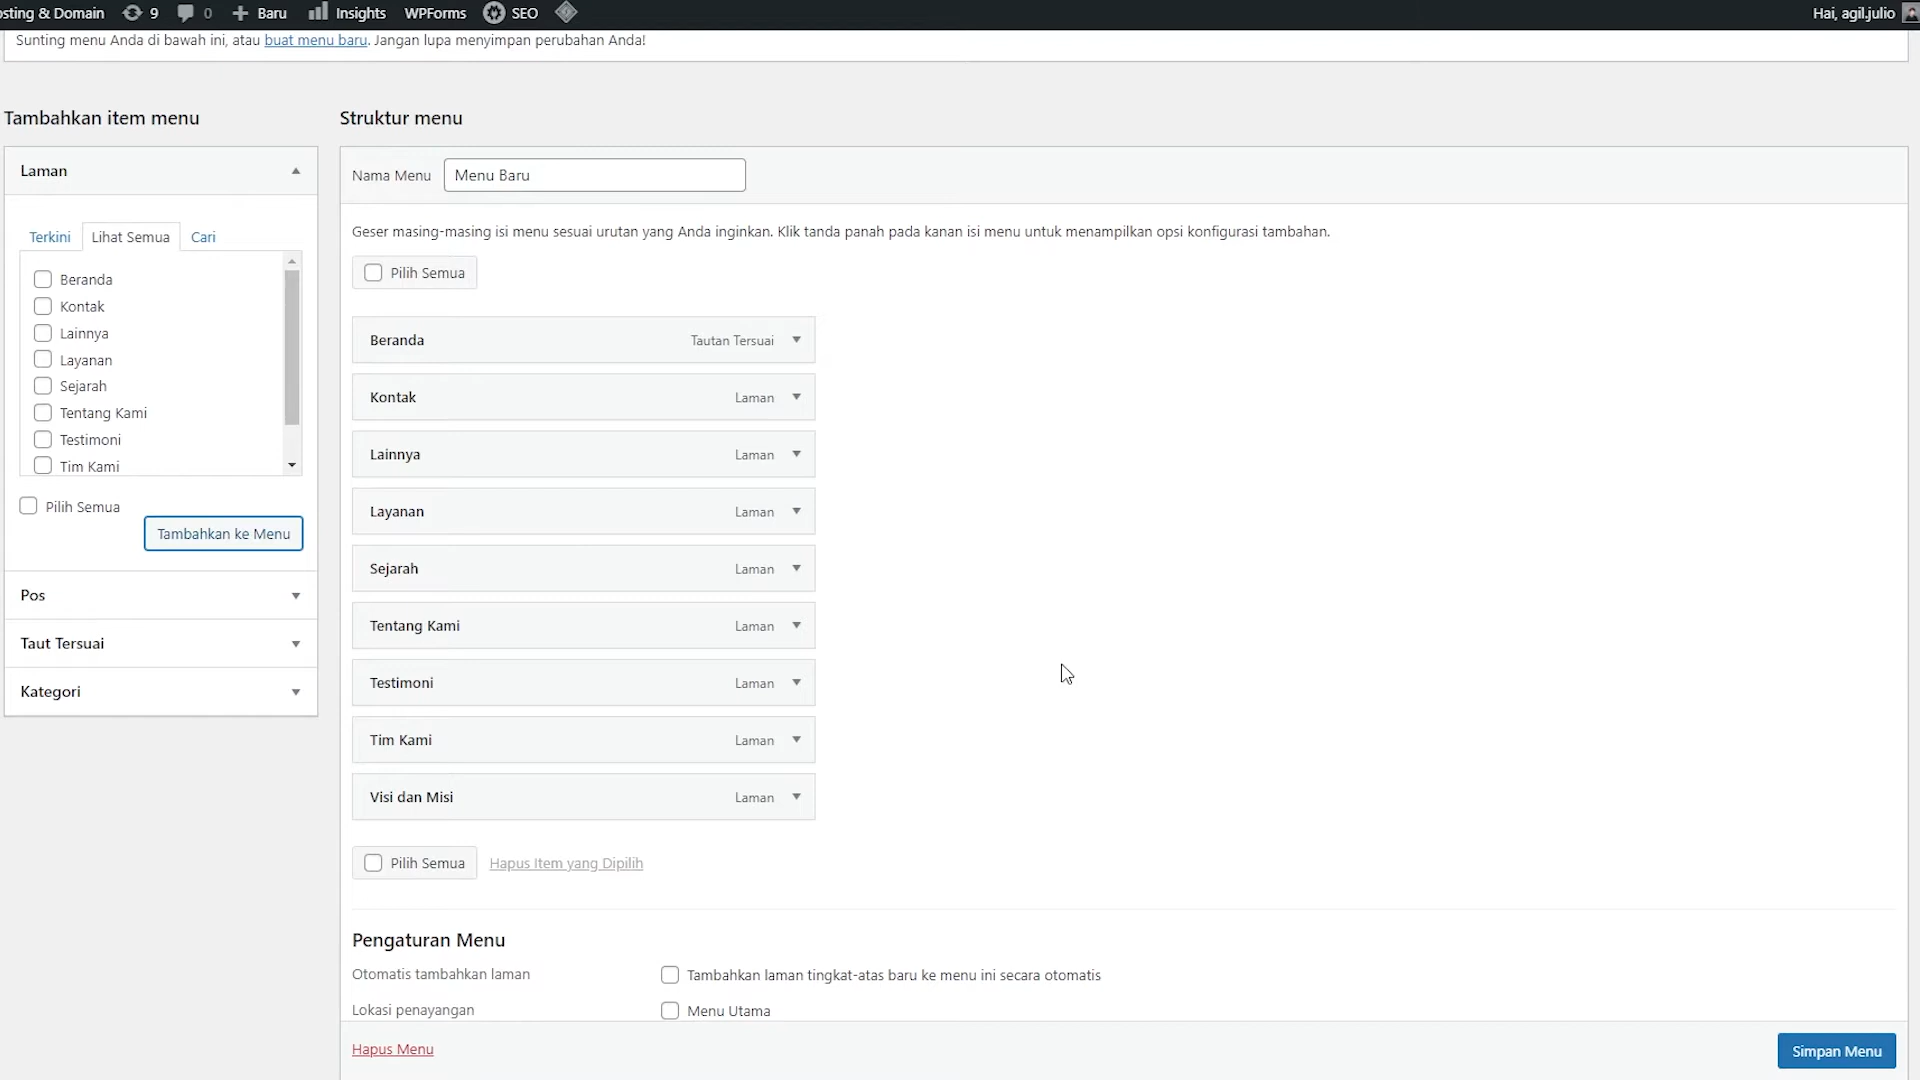 osting & Domain 9 0 Baru Insights WPForms SEO Hai, agil.julio
Sunting menu Anda di bawah ini, atau buat menu baru. Jangan lupa menyimpan perubahan Anda!
Tambahkan item menu
Laman
Terkini Lihat Semua Cari
Beranda
Kontak
Lainnya
Layanan
Sejarah
Tentang Kami
Testimoni
Tim Kami
Pilih Semua
Tambahkan ke Menu
Pos
Taut Tersuai
Kategori
Struktur menu
Nama Menu Menu Baru
Geser masing-masing isi menu sesuai urutan yang Anda inginkan. Klik tanda panah pada kanan isi menu untuk menampilkan opsi konfigurasi tambahan.
Pilih Semua
Beranda Tautan Tersuai
Kontak Laman
Lainnya Laman
Layanan Laman
Sejarah Laman
Tentang Kami Laman
Testimoni Laman
Tim Kami Laman
Visi dan Misi Laman
Pilih Semua Hapus Item yang Dipilih
Pengaturan Menu
Otomatis tambahkan laman Tambahkan laman tingkat-atas baru ke menu ini secara otomatis
Lokasi penayangan Menu Utama
Hapus Menu Simpan Menu